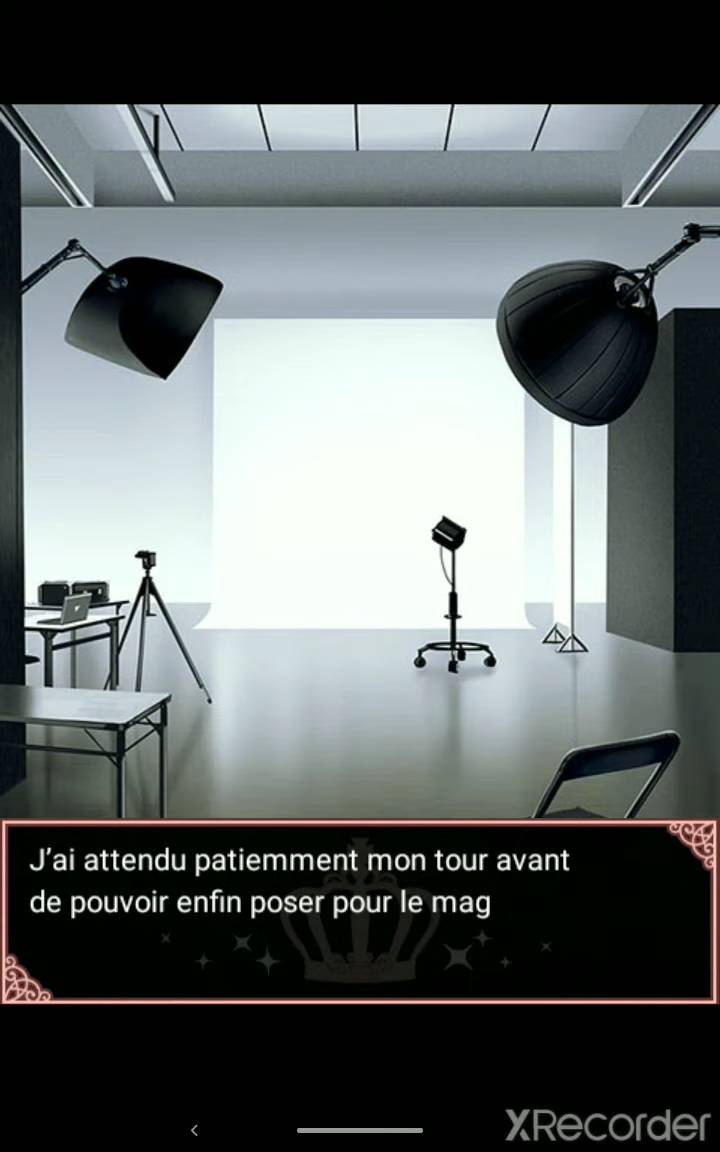 J’ai attendu patiemment mon tour avant
de pouvoir enfin poser pour le mag
XRecorder